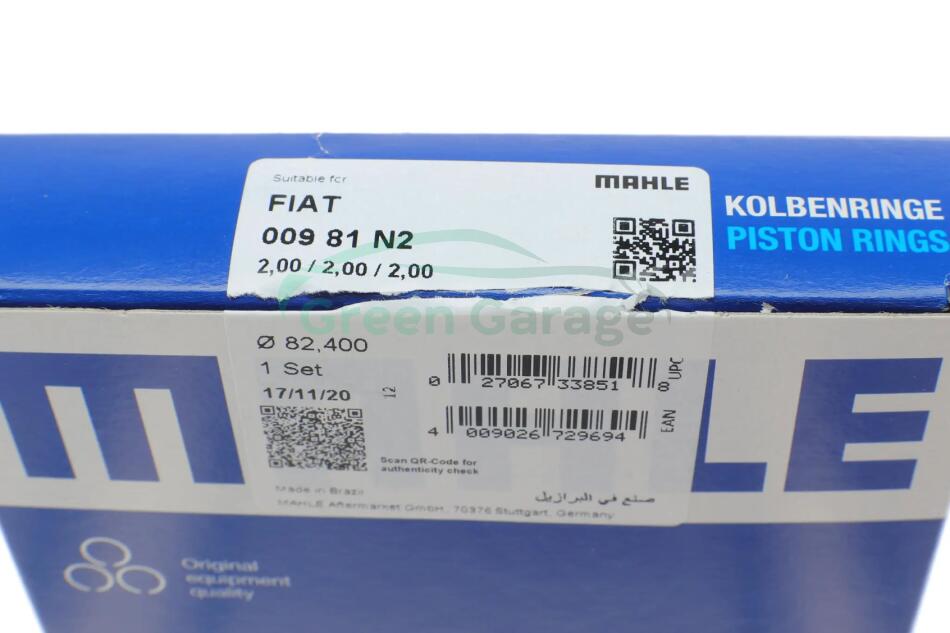 Suitable for
MAHLE
FIAT
009 81 N2
2,00 / 2,00 / 2,00
KOLBENRINGE
PISTON RINGS
Green Garage
Ø 82,400
1 Set
17/11/20
12
0 27067 33851 8
UPC
4 009026 729694
EAN
Scan QR-Code for
authenticity check
Made in Brazil
صنع في البرازيل
MAHLE Aftermarket GmbH, 70376 Stuttgart, Germany
M LE
Original
equipment
quality